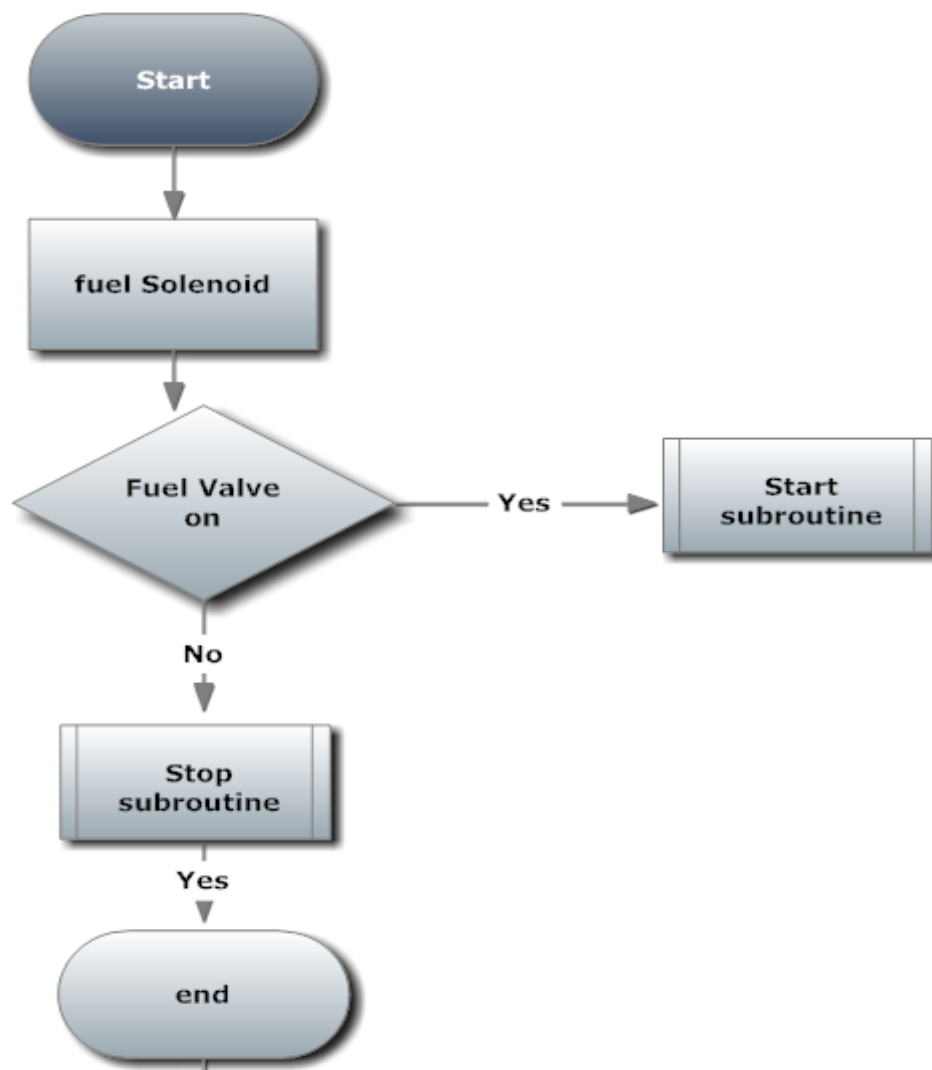 Start
fuel Solenoid
Fuel Valve
on
Yes
Start
subroutine
No
Stop
subroutine
Yes
end